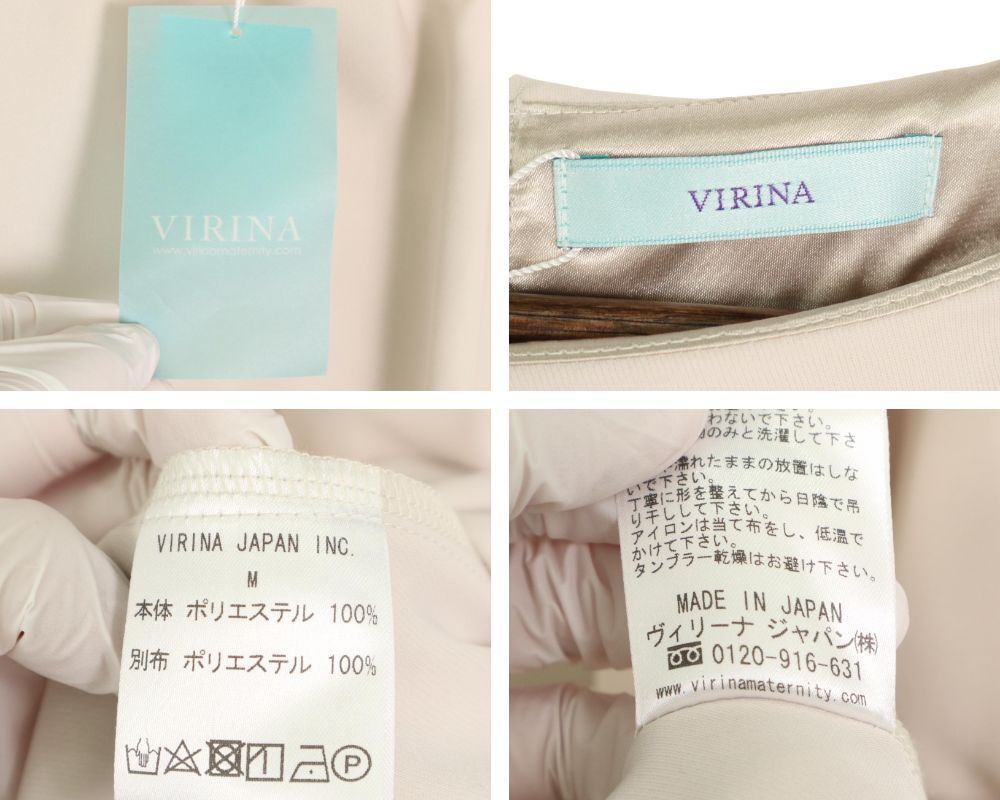 VIRINA
www.virinamaternity.com
VIRINA
VIRINA JAPAN INC.
M
本体 ポリエステル 100%
別布 ポリエステル 100%
P
わないで下さい。
のみと洗濯して下さ
濡れたままの放置はしな
いで下さい。
丁寧に形を整えてから日陰で吊
り干しして下さい。
アイロンは当て布をし、低温で
かけて下さい。
タンブラー乾燥はお避け下さい。
MADE IN JAPAN
ヴィリーナ ジャパン㈱
0120-916-631
www.virinamaternity.com